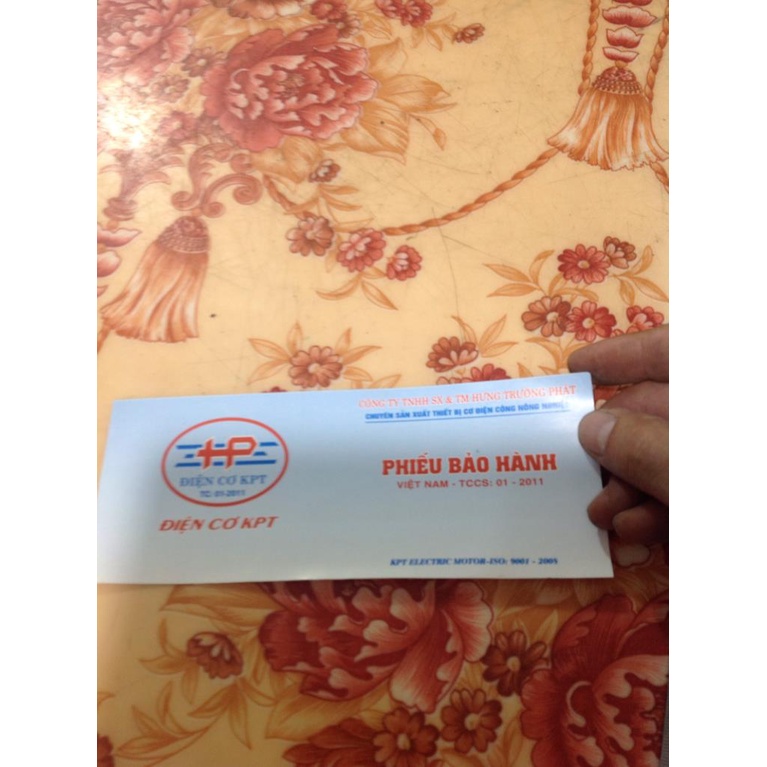 CÔNG TY TNHH SX & TM HƯNG TRƯỜNG PHÁT
CHUYÊN SẢN XUẤT THIẾT BỊ CƠ ĐIỆN CÔNG NÔNG NGHIỆP
HP
ĐIỆN CƠ KPT
TC: 01-2011
ĐIỆN CƠ KPT
PHIẾU BẢO HÀNH
VIỆT NAM - TCCS: 01 - 2011
KPT ELECTRIC MOTOR-ISO: 9001 - 2008